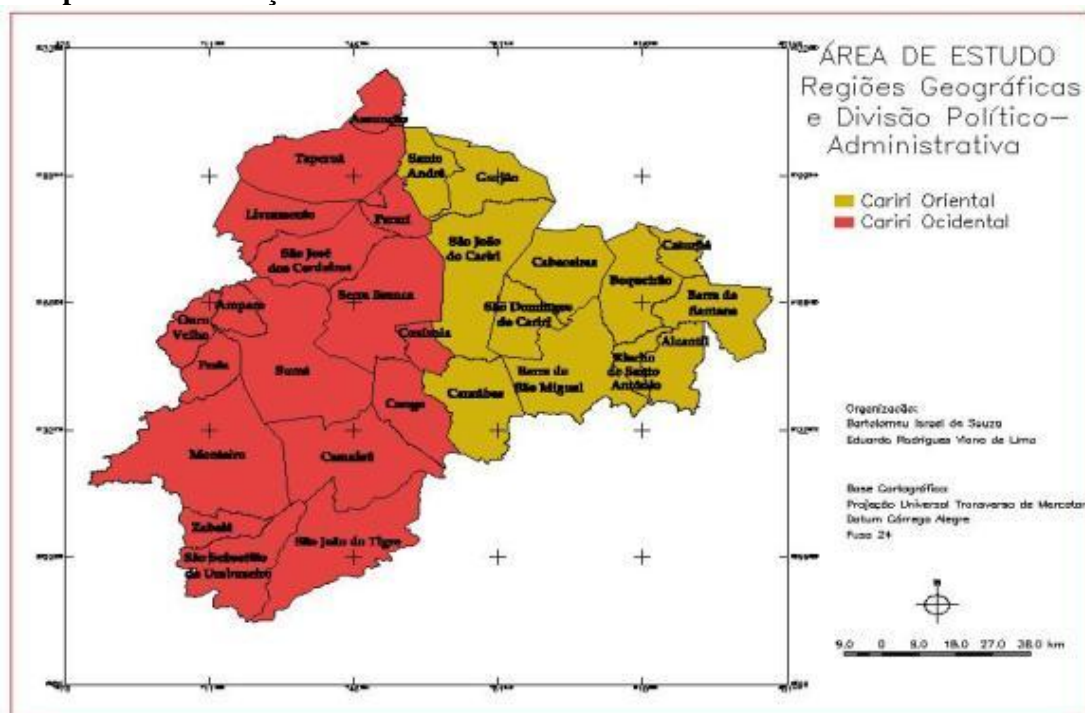 ÁREA DE ESTUDO
Regiões Geográficas
e Divisão Político-
Administrativa
Cariri Oriental
Cariri Ocidental
Assunção
Taperuá
Santo
André
Gurjão
Livramento
Parari
São José
dos Cordeiros
São João
do Cariri
Cabaceiras
Caturité
Boqueirão
Barra de
Santana
Serra Branca
Amparo
Ouro
Velho
São Domingos
do Cariri
Coxixola
Alcantil
Prata
Sumé
Riacho
de Santo
Antônio
Barra de
São Miguel
Caraúbas
Congo
Monteiro
Camalaú
Zabelê
São João do Tigre
São Sebastião
do Umbuzeiro
Organização:
Bartolomeu Israel de Souza
Eduardo Rodrigues Viana de Lima
Base Cartográfica:
Projeção Universal Transversa de Mercator
Datum Córrego Alegre
Fuso 24
9.0 0 9.0 18.0 27.0 36.0 km